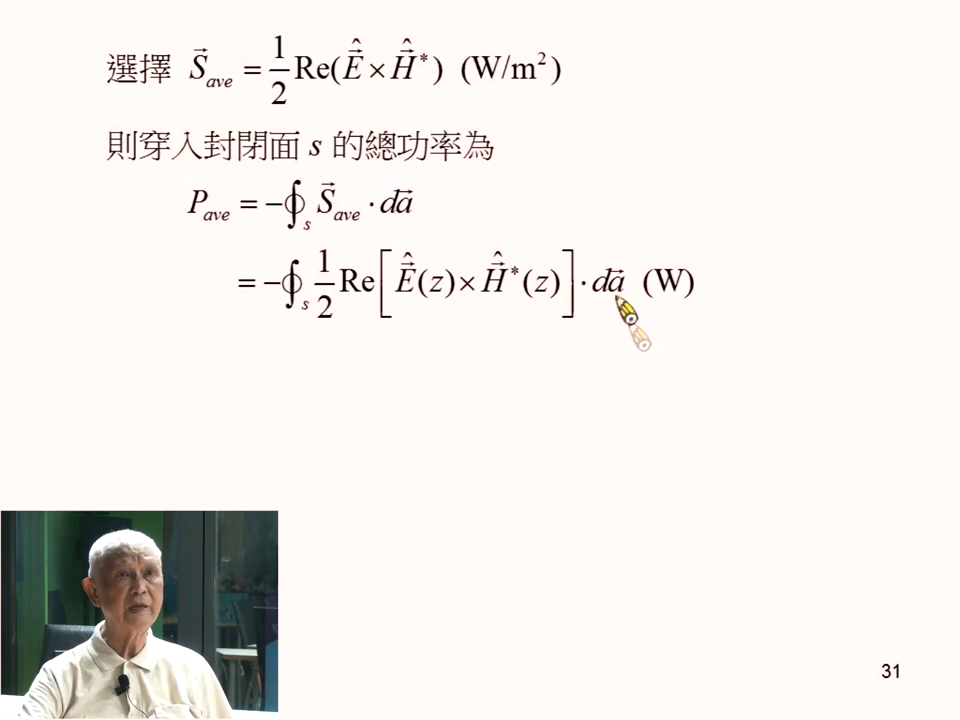 選擇 $\vec{S}_{ave} = \frac{1}{2}\text{Re}(\hat{\vec{E}} \times \hat{\vec{H}}^{*})$ (W/m²)
則穿入封閉面 s 的總功率為
$P_{ave} = -\oint_{s} \vec{S}_{ave} \cdot d\vec{a}$
$= -\oint_{s} \frac{1}{2}\text{Re}\left[\hat{\vec{E}}(z) \times \hat{\vec{H}}^{*}(z)\right] \cdot d\vec{a}$ (W)
31